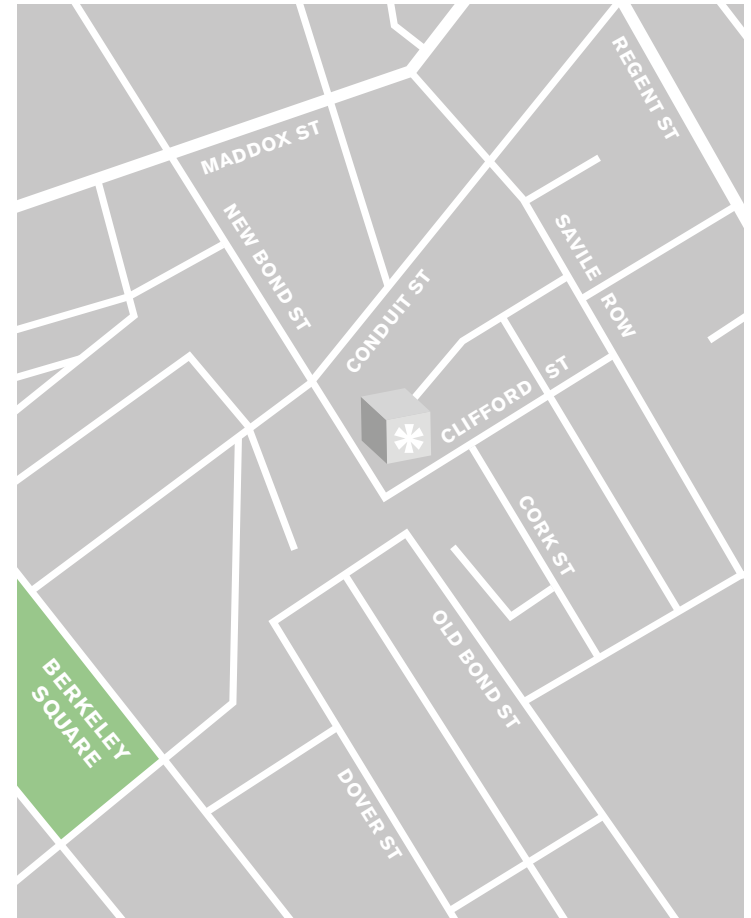 REGENT ST
MADDOX ST
NEW BOND ST
SAVILE ROW
CONDUIT ST
CLIFFORD ST
CORK ST
OLD BOND ST
BERKELEY
SQUARE
DOVER ST